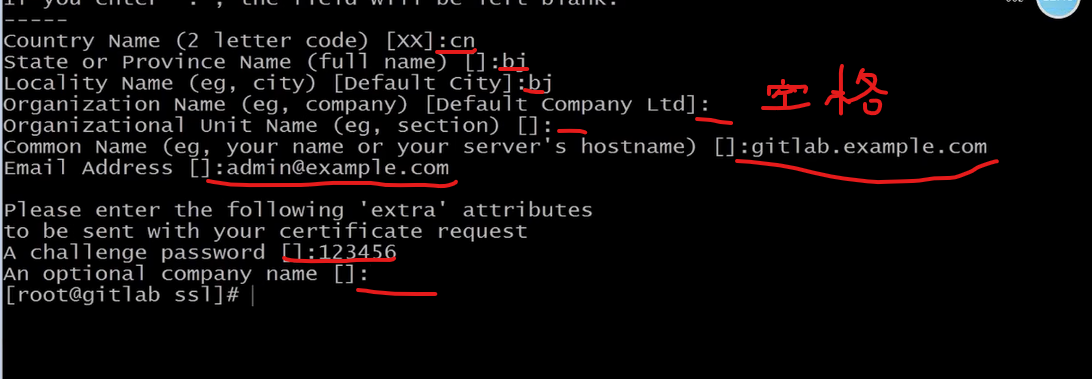 If you enter '.', the field will be left blank.
-----
Country Name (2 letter code) [XX]:cn
State or Province Name (full name) []:bj
Locality Name (eg, city) [Default City]:bj
Organization Name (eg, company) [Default Company Ltd]:
空格
Organizational Unit Name (eg, section) []:
Common Name (eg, your name or your server's hostname) []:gitlab.example.com
Email Address []:admin@example.com
Please enter the following 'extra' attributes
to be sent with your certificate request
A challenge password []:123456
An optional company name []:
[root@gitlab ssl]#